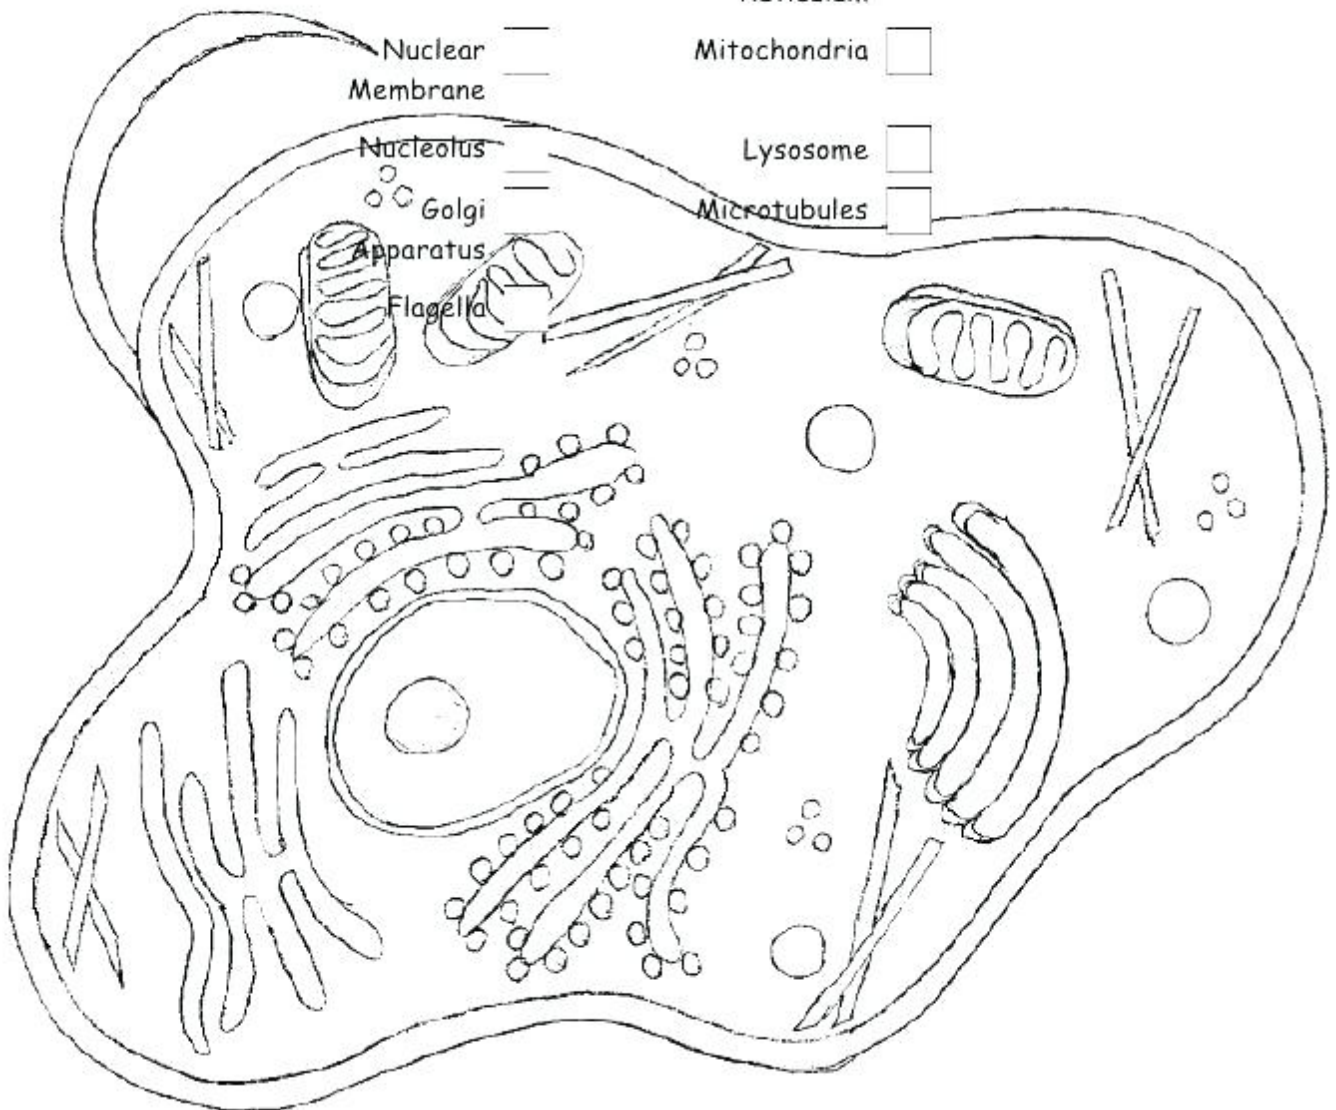 Nuclear
Membrane
Nucleolus
Golgi
Apparatus
Flagella
Mitochondria
Lysosome
Microtubules